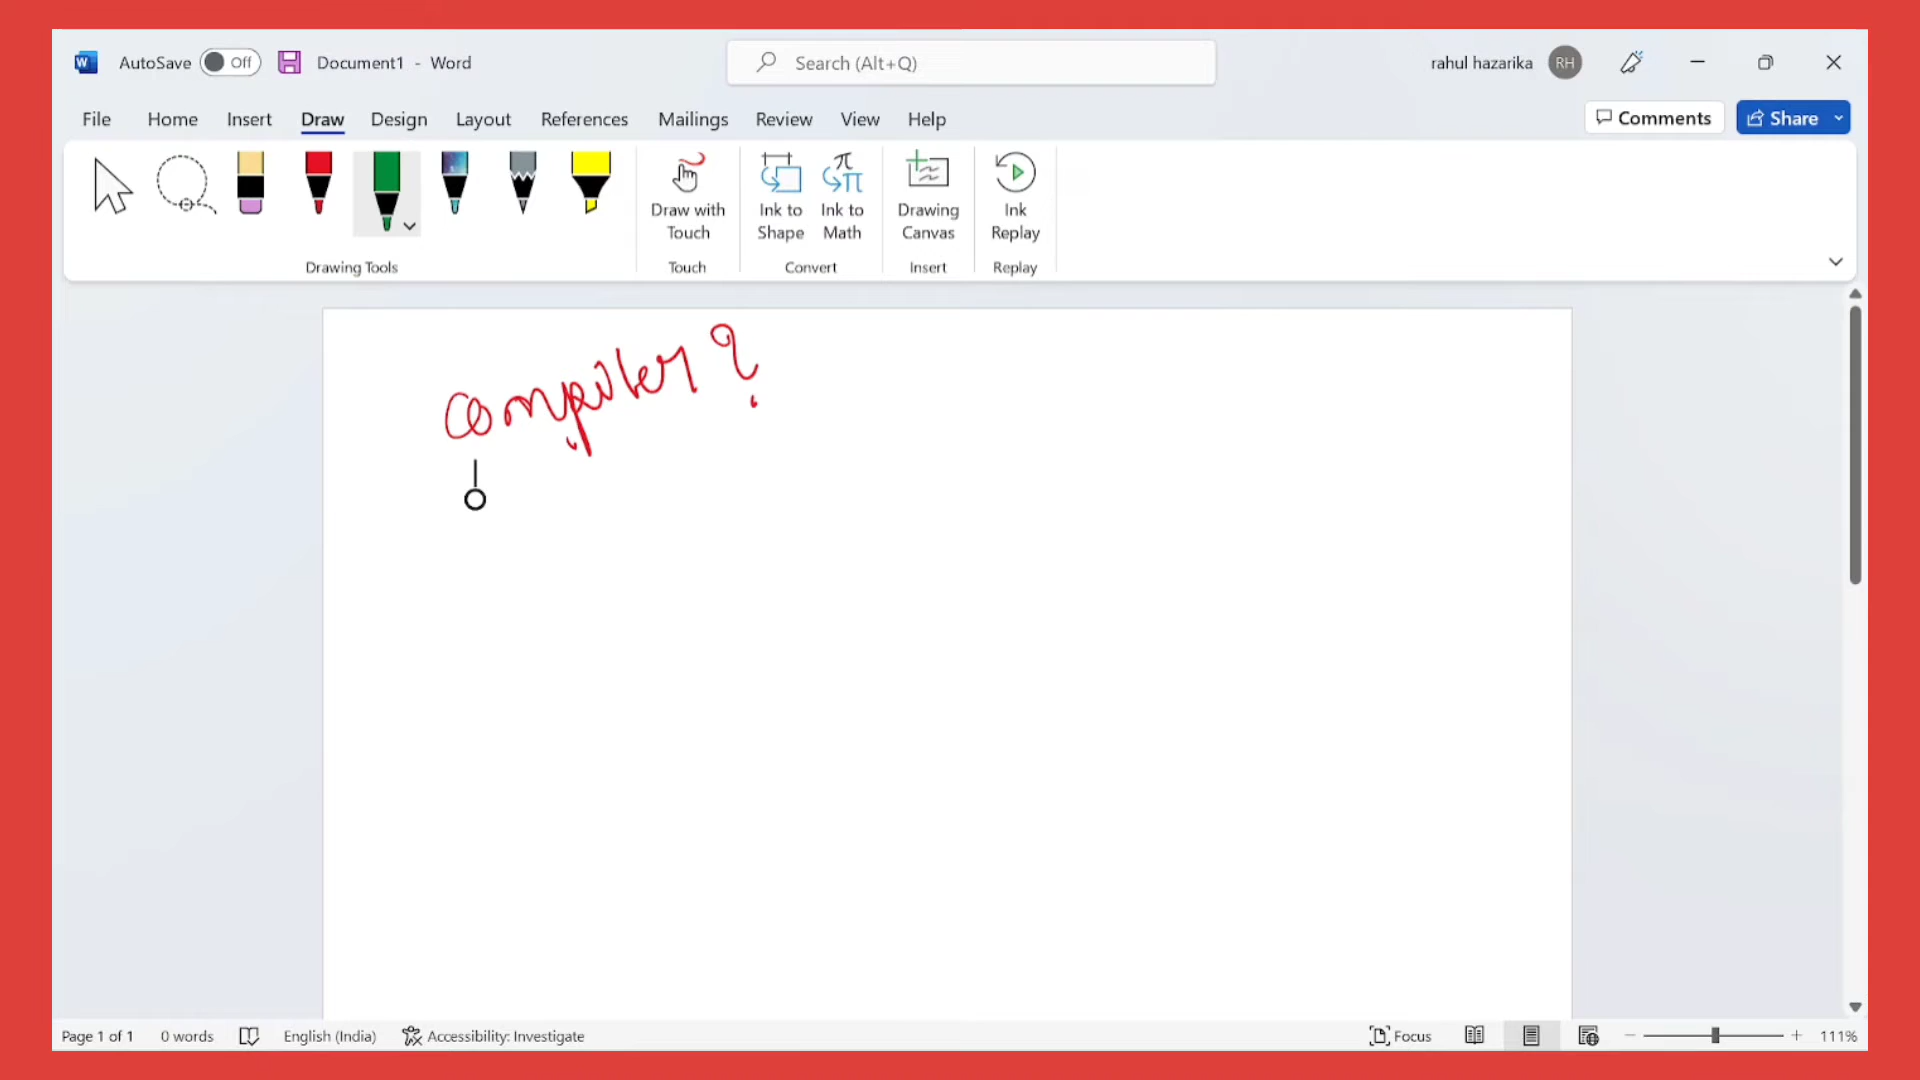 AutoSave Off Document1 - Word Search (Alt+Q) rahul hazarika RH
File Home Insert Draw Design Layout References Mailings Review View Help Comments Share
Draw with Touch
Ink to Shape
Ink to Math
Drawing Canvas
Ink Replay
Drawing Tools Touch Convert Insert Replay
Compiler ?
Page 1 of 1 0 words English (India) Accessibility: Investigate Focus 111%